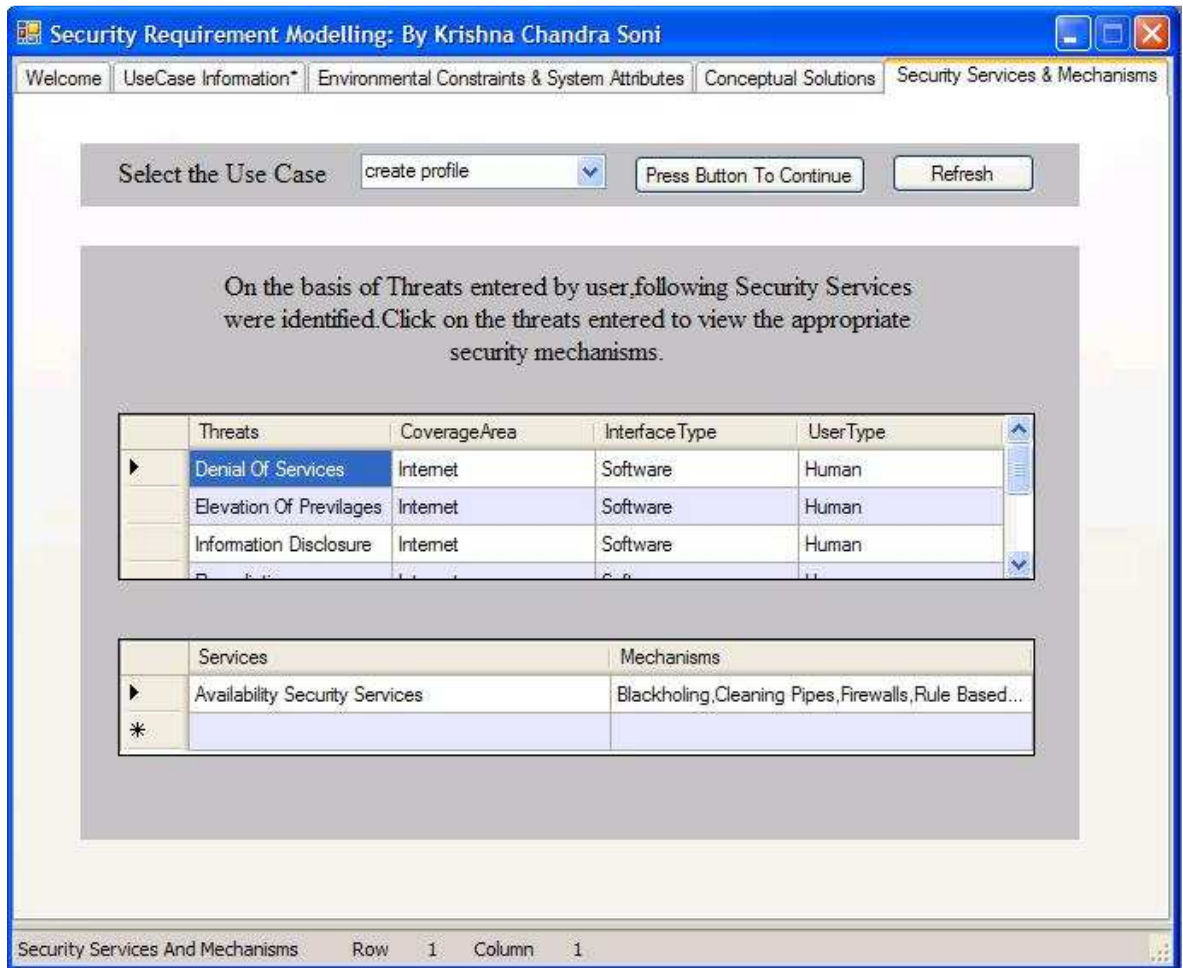 Security Requirement Modelling: By Krishna Chandra Soni
Welcome UseCase Information* Environmental Constraints & System Attributes Conceptual Solutions Security Services & Mechanisms
Select the Use Case create profile Press Button To Continue Refresh
On the basis of Threats entered by user,following Security Services
were identified.Click on the threats entered to view the appropriate
security mechanisms.
Threats CoverageArea InterfaceType UserType
Denial Of Services Internet Software Human
Elevation Of Previlages Internet Software Human
Information Disclosure Internet Software Human
Services Mechanisms
Availability Security Services Blackholing,Cleaning Pipes,Firewalls,Rule Based...
Security Services And Mechanisms Row 1 Column 1